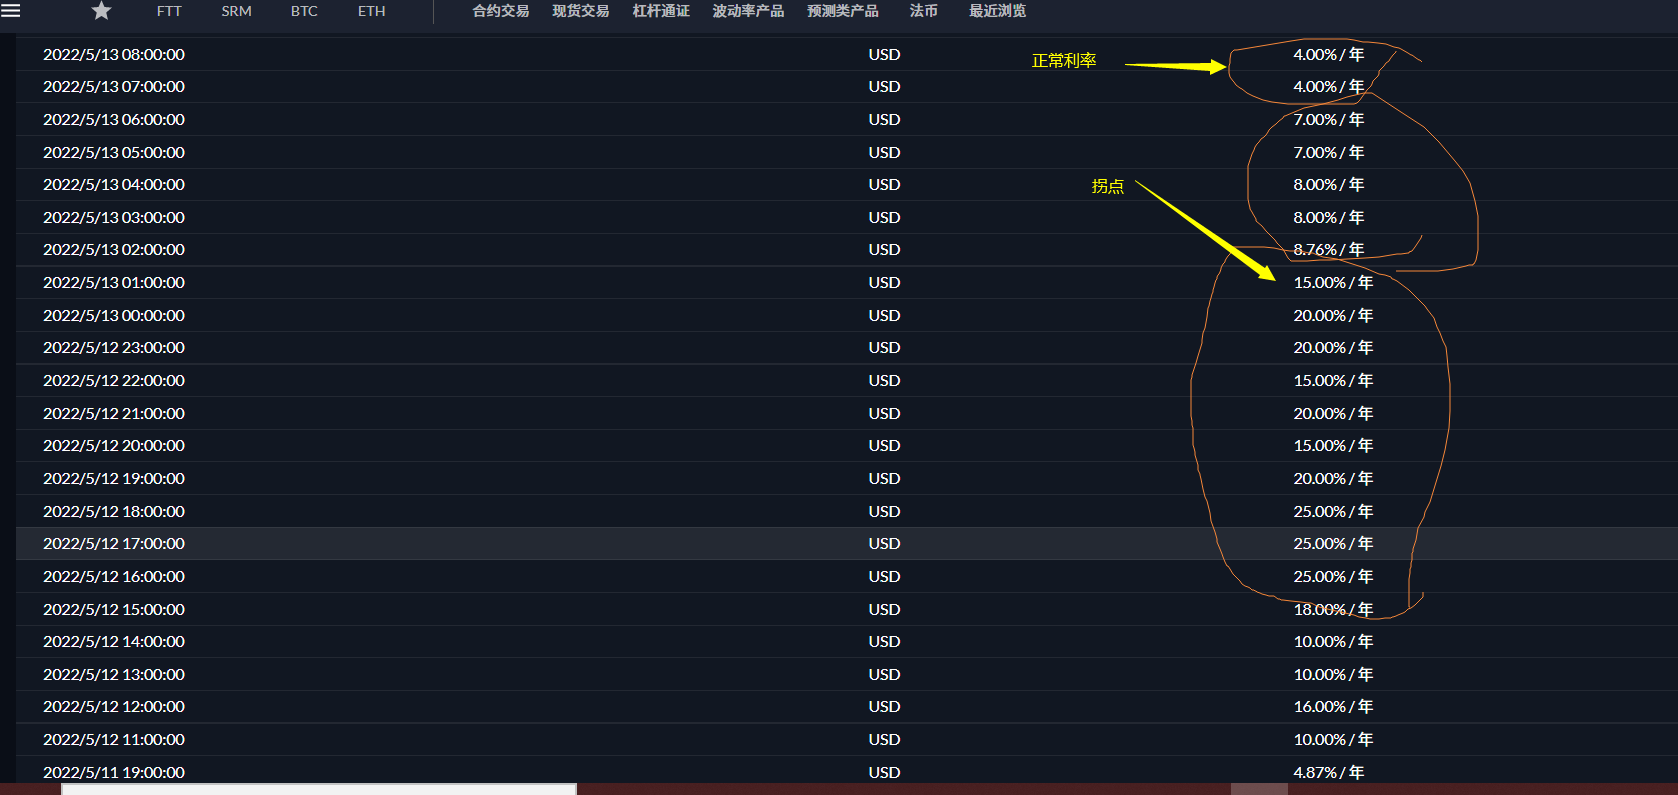 FTT SRM BTC ETH 合约交易 现货交易 杠杆通证 波动率产品 预测类产品 法币 最近浏览
2022/5/13 08:00:00 USD 正常利率 4.00% / 年
2022/5/13 07:00:00 USD 4.00% / 年
2022/5/13 06:00:00 USD 7.00% / 年
2022/5/13 05:00:00 USD 7.00% / 年
2022/5/13 04:00:00 USD 拐点 8.00% / 年
2022/5/13 03:00:00 USD 8.00% / 年
2022/5/13 02:00:00 USD 8.76% / 年
2022/5/13 01:00:00 USD 15.00% / 年
2022/5/13 00:00:00 USD 20.00% / 年
2022/5/12 23:00:00 USD 20.00% / 年
2022/5/12 22:00:00 USD 15.00% / 年
2022/5/12 21:00:00 USD 20.00% / 年
2022/5/12 20:00:00 USD 15.00% / 年
2022/5/12 19:00:00 USD 20.00% / 年
2022/5/12 18:00:00 USD 25.00% / 年
2022/5/12 17:00:00 USD 25.00% / 年
2022/5/12 16:00:00 USD 25.00% / 年
2022/5/12 15:00:00 USD 18.00% / 年
2022/5/12 14:00:00 USD 10.00% / 年
2022/5/12 13:00:00 USD 10.00% / 年
2022/5/12 12:00:00 USD 16.00% / 年
2022/5/12 11:00:00 USD 10.00% / 年
2022/5/11 19:00:00 USD 4.87% / 年